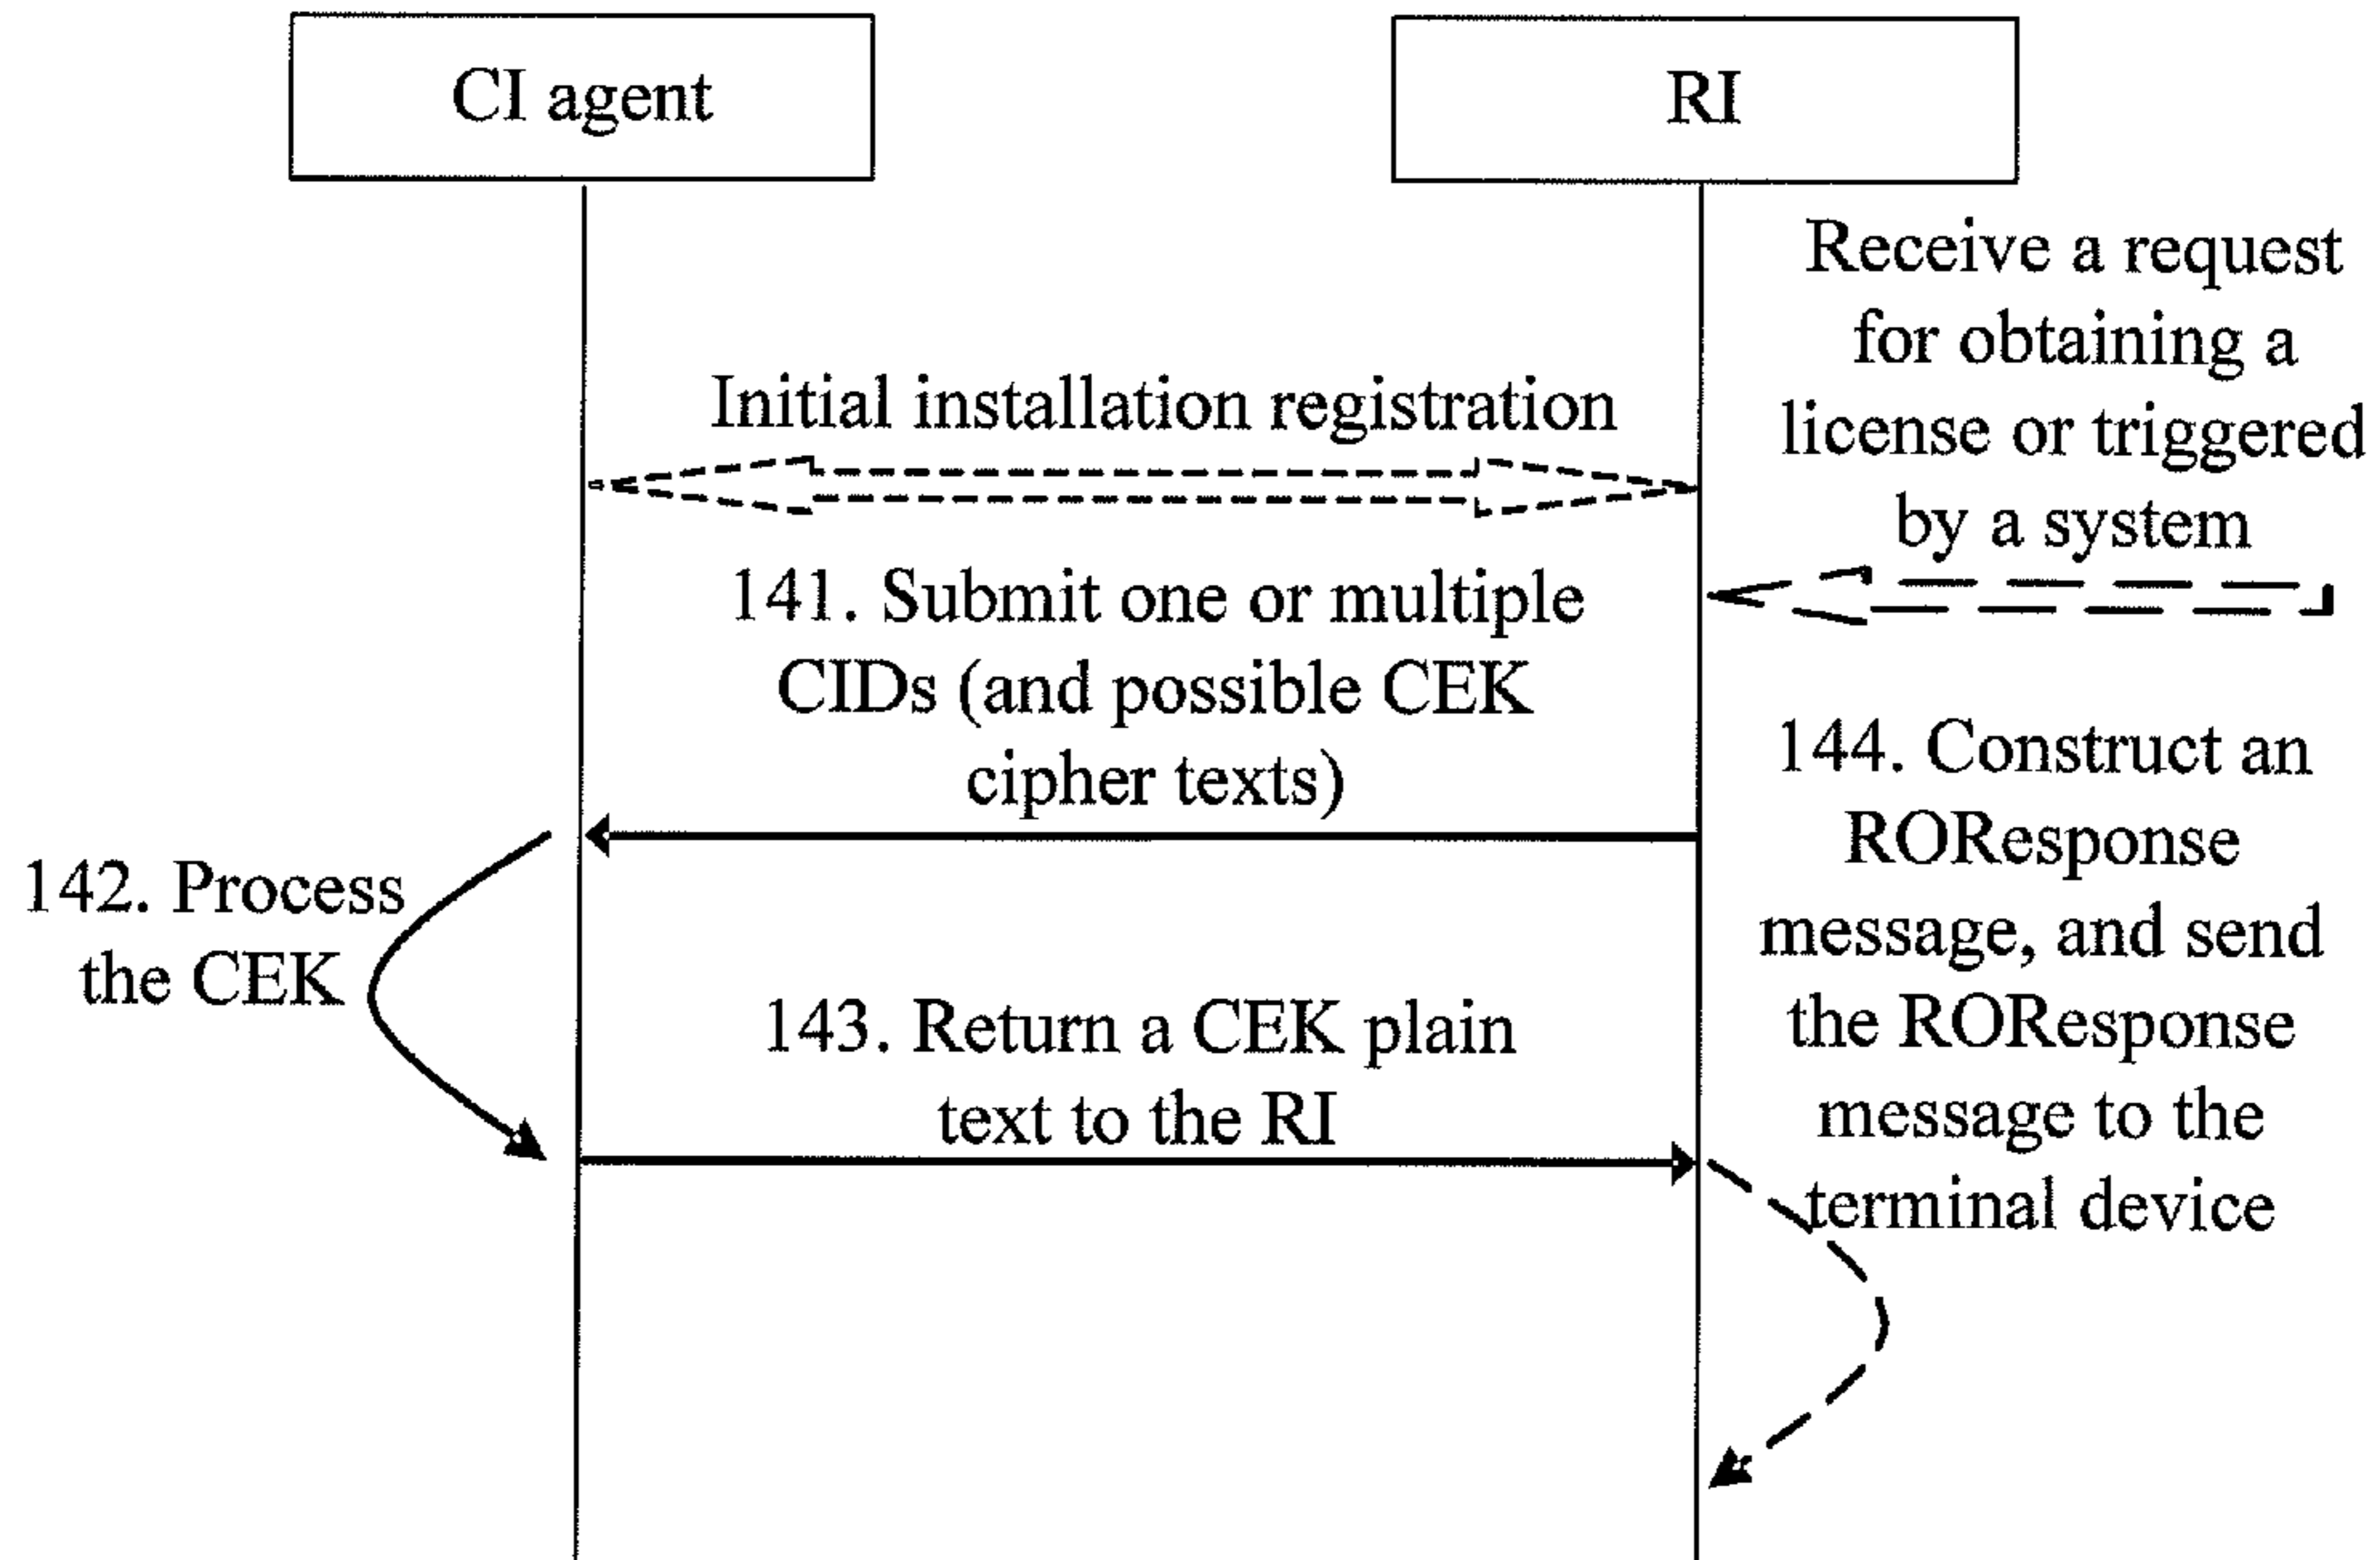 CI agent
RI
Receive a request
for obtaining a
license or triggered
by a system
Initial installation registration
141. Submit one or multiple
CIDs (and possible CEK
cipher texts)
142. Process
the CEK
143. Return a CEK plain
text to the RI
144. Construct an
ROResponse
message, and send
the ROResponse
message to the
terminal device